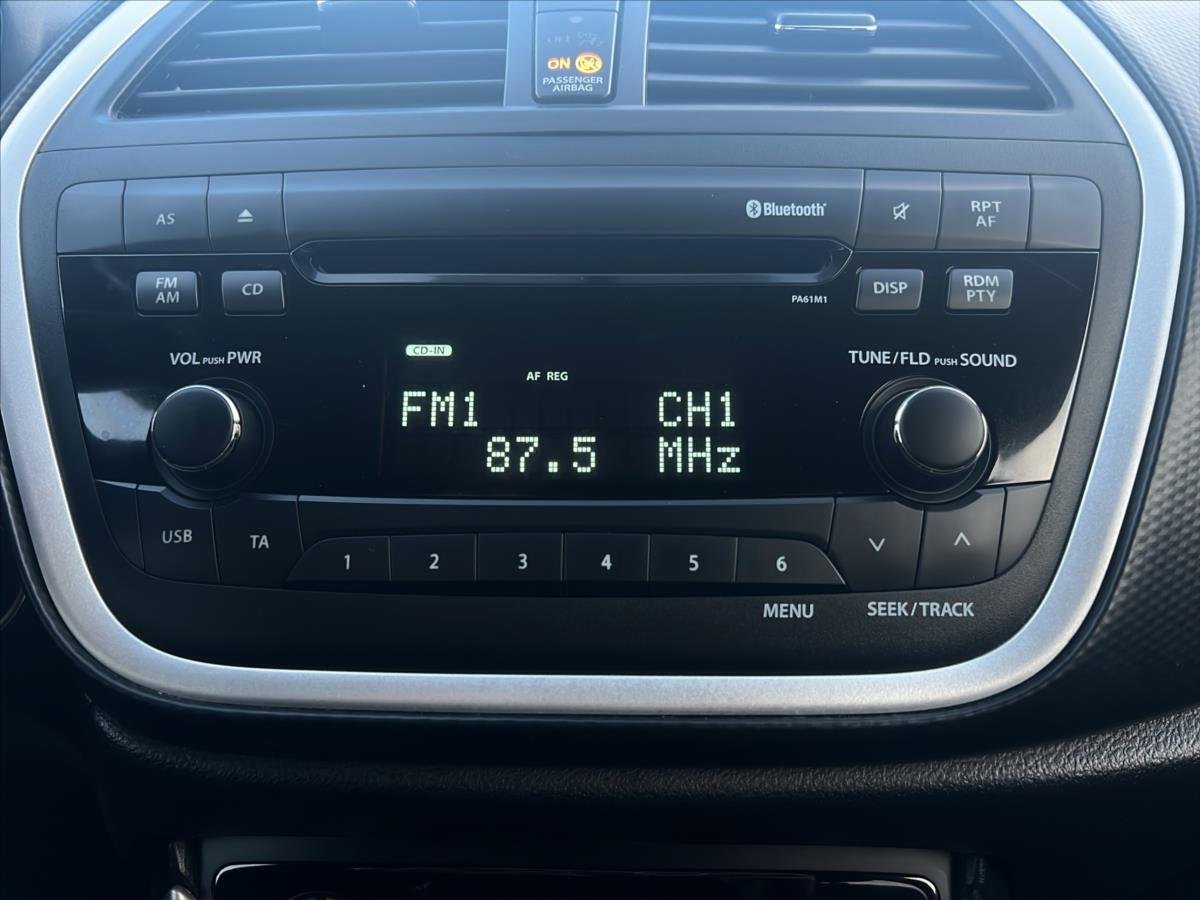 OFF
ON
PASSENGER
AIRBAG
AS
Bluetooth
RPT
AF
FM
AM
CD
DISP
RDM
PTY
PA61M1
VOL PUSH PWR
CD-IN
TUNE/FLD PUSH SOUND
AF REG
FM1 CH1
87.5 MHz
USB
TA
1 2 3 4 5 6
MENU
SEEK/TRACK